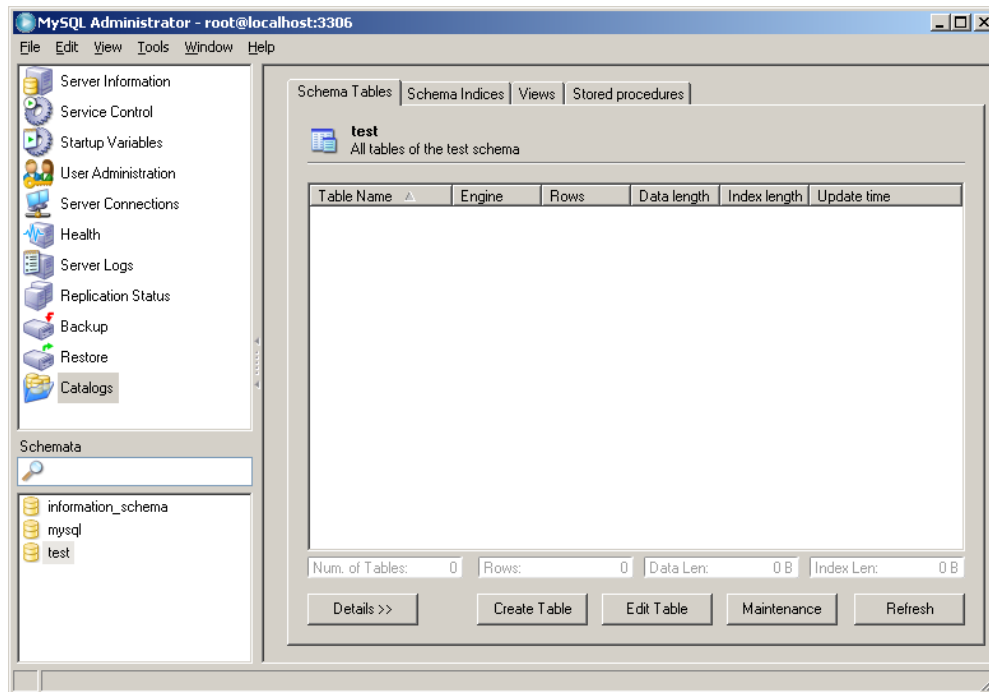 MySQL Administrator - root@localhost:3306
File Edit View Tools Window Help
Server Information
Service Control
Startup Variables
User Administration
Server Connections
Health
Server Logs
Replication Status
Backup
Restore
Catalogs
Schemata
information_schema
mysql
test
Schema Tables Schema Indices Views Stored procedures
test
All tables of the test schema
Table Name Engine Rows Data length Index length Update time
Num. of Tables: 0 Rows: 0 Data Len: 0 B Index Len: 0 B
Details >> Create Table Edit Table Maintenance Refresh